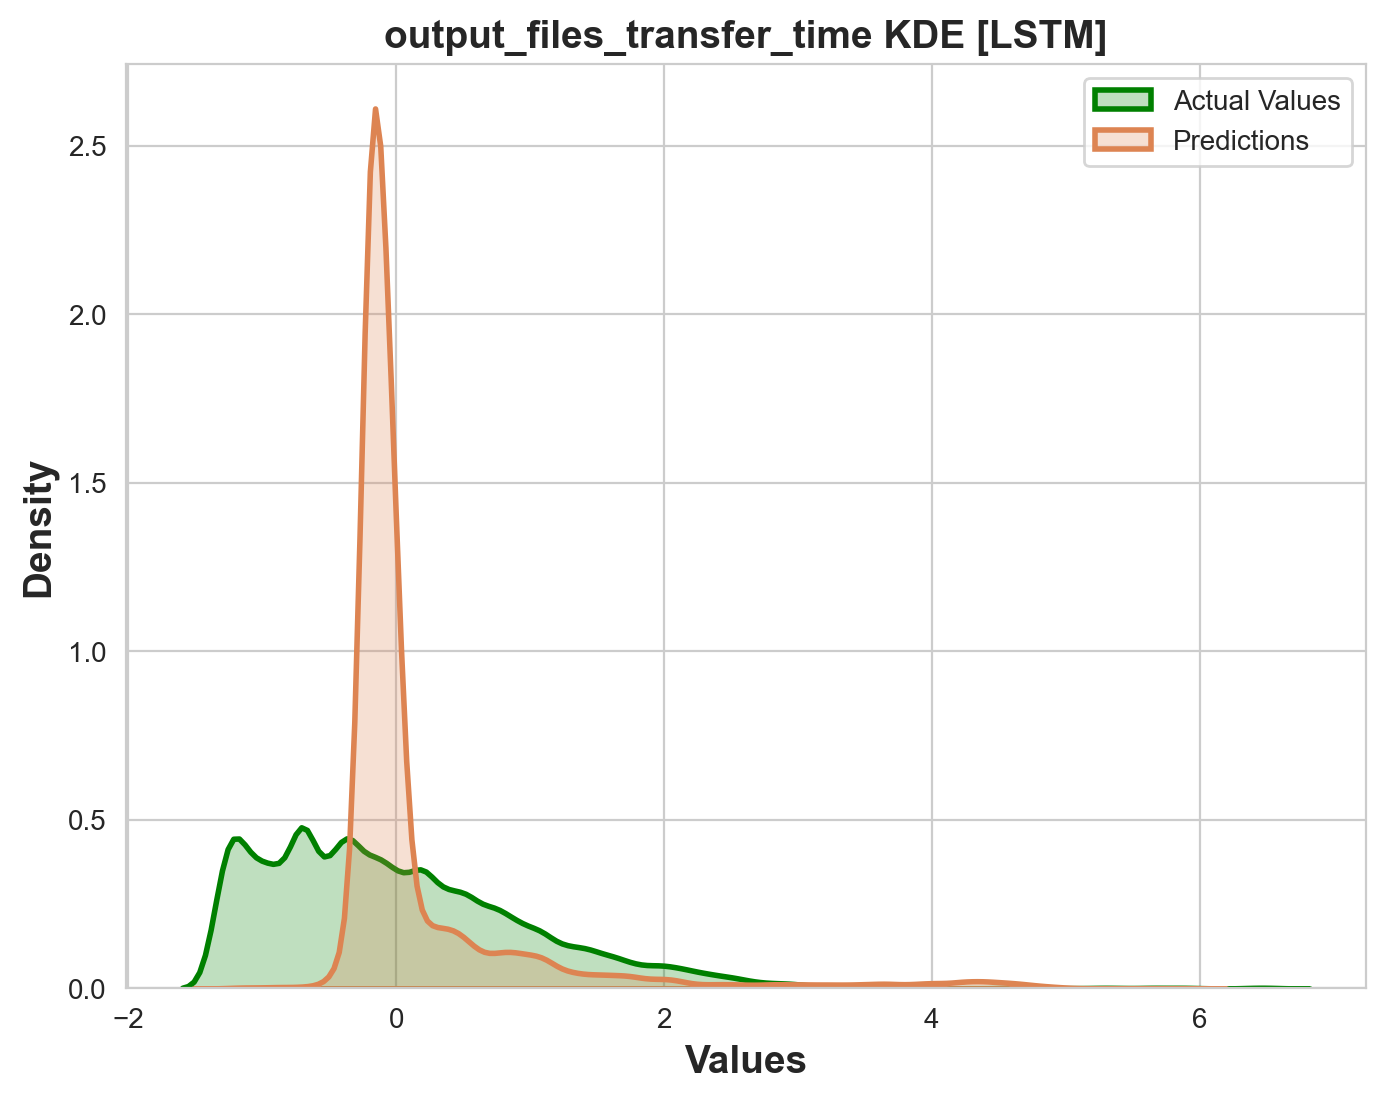 output_files_transfer_time KDE [LSTM]
Actual Values
Predictions
2.5
2.0
1.5
1.0
0.5
0.0
Density
−2
0
2
4
6
Values